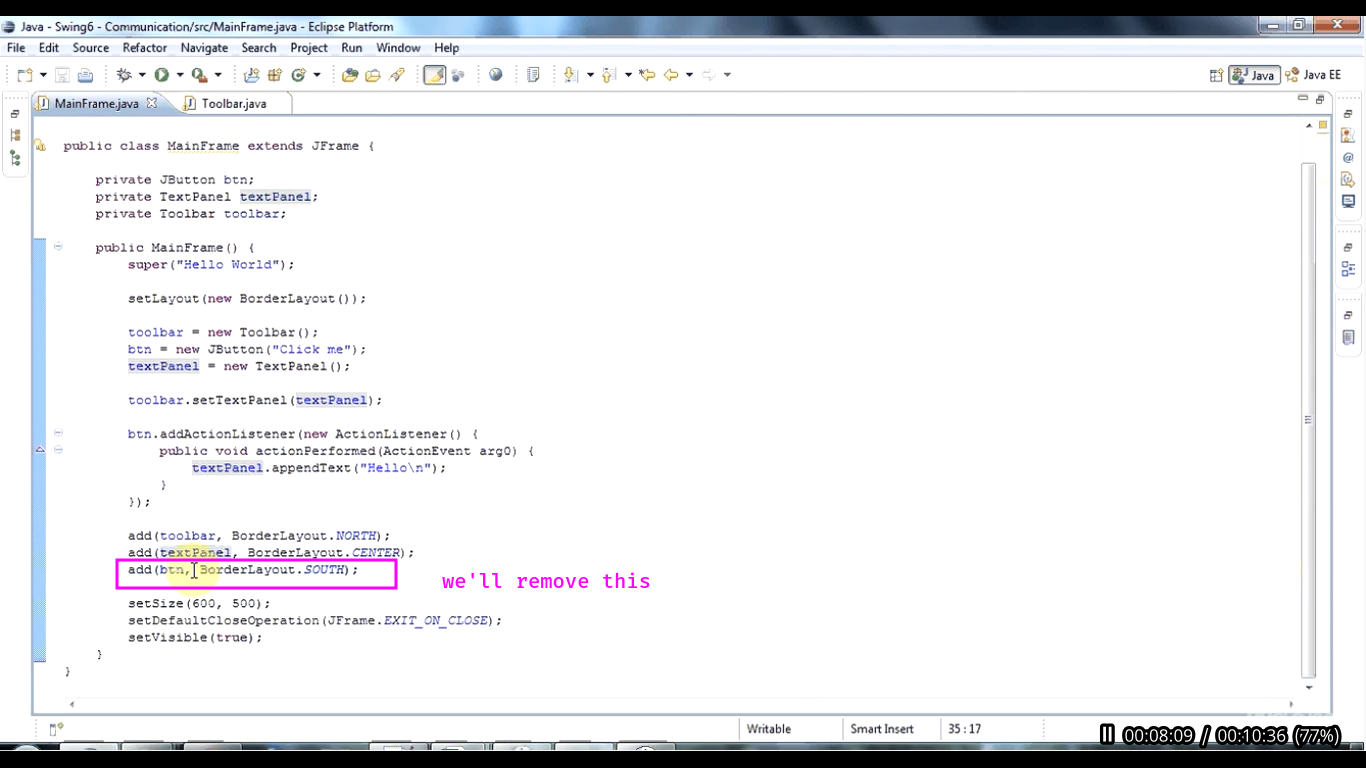 Java - Swing6 - Communication/src/MainFrame.java - Eclipse Platform
File Edit Source Refactor Navigate Search Project Run Window Help
Java Java EE
MainFrame.java Toolbar.java
public class MainFrame extends JFrame {
private JButton btn;
private TextPanel textPanel;
private Toolbar toolbar;
public MainFrame() {
super("Hello World");
setLayout(new BorderLayout());
toolbar = new Toolbar();
btn = new JButton("Click me");
textPanel = new TextPanel();
toolbar.setTextPanel(textPanel);
btn.addActionListener(new ActionListener() {
public void actionPerformed(ActionEvent arg0) {
textPanel.appendText("Hello\n");
}
});
add(toolbar, BorderLayout.NORTH);
add(textPanel, BorderLayout.CENTER);
add(btn, BorderLayout.SOUTH);
we'll remove this
setSize(600, 500);
setDefaultCloseOperation(JFrame.EXIT_ON_CLOSE);
setVisible(true);
}
}
Writable Smart Insert 35 : 17
00:08:09 / 00:10:36 (77%)